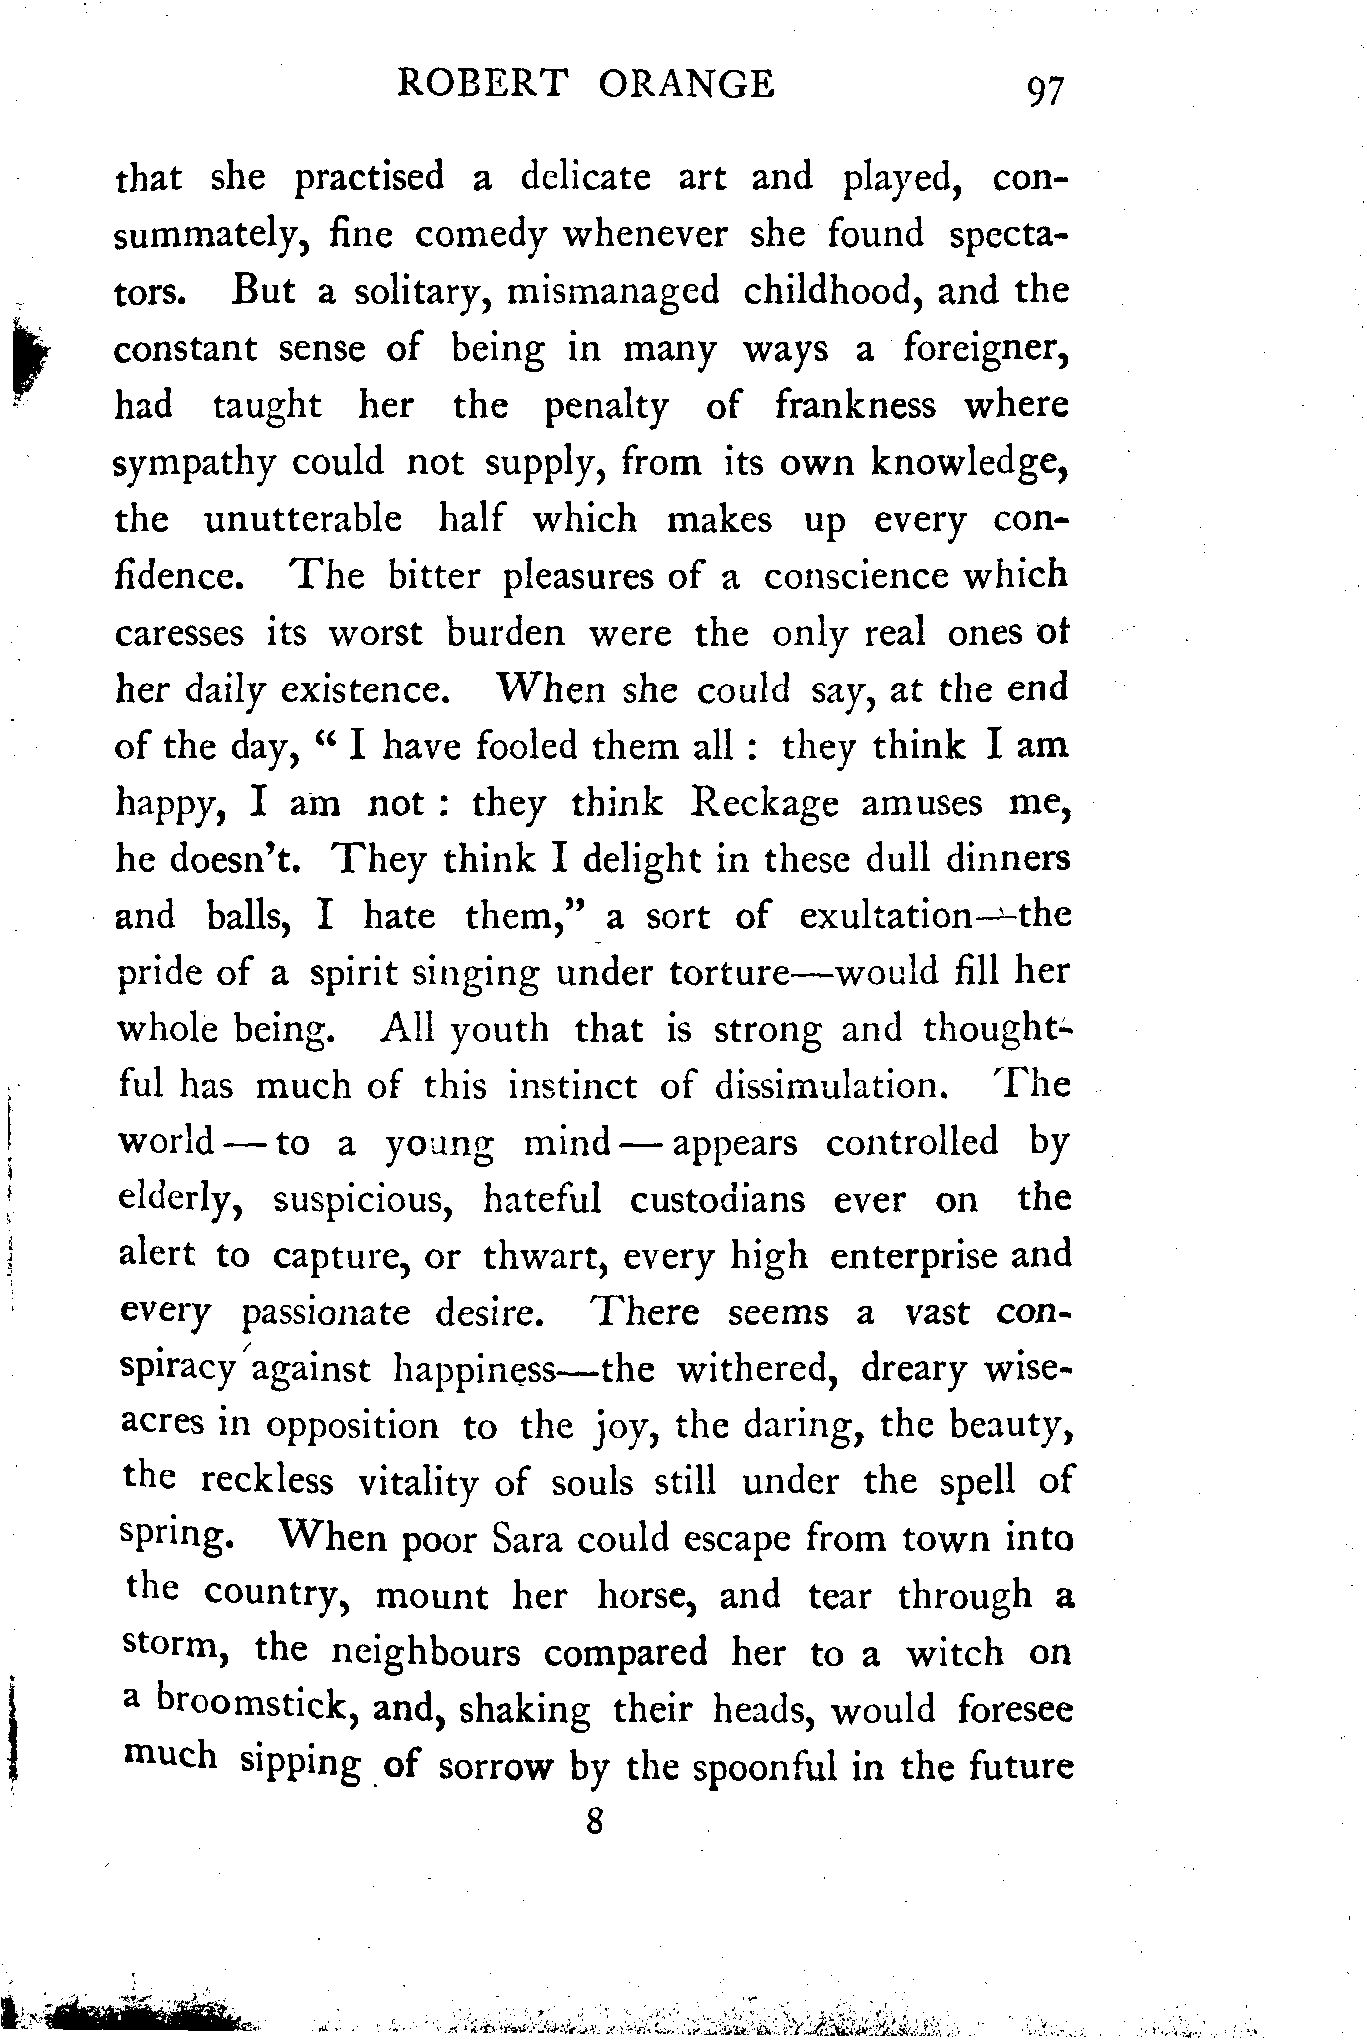 ROBERT ORANGE 97
that she practised a delicate art and played, con-
summately, fine comedy whenever she found specta-
tors. But a solitary, mismanaged childhood, and the
constant sense of being in many ways a foreigner,
had taught her the penalty of frankness where
sympathy could not supply, from its own knowledge,
the unutterable half which makes up every con-
fidence. The bitter pleasures of a conscience which
caresses its worst burden were the only real ones of
her daily existence. When she could say, at the end
of the day, “ I have fooled them all : they think I am
happy, I am not : they think Reckage amuses me,
he doesn’t. They think I delight in these dull dinners
and balls, I hate them,” a sort of exultation—the
pride of a spirit singing under torture—would fill her
whole being. All youth that is strong and thought-
ful has much of this instinct of dissimulation. The
world — to a young mind — appears controlled by
elderly, suspicious, hateful custodians ever on the
alert to capture, or thwart, every high enterprise and
every passionate desire. There seems a vast con-
spiracy against happiness—the withered, dreary wise-
acres in opposition to the joy, the daring, the beauty,
the reckless vitality of souls still under the spell of
spring. When poor Sara could escape from town into
the country, mount her horse, and tear through a
storm, the neighbours compared her to a witch on
a broomstick, and, shaking their heads, would foresee
much sipping of sorrow by the spoonful in the future
8